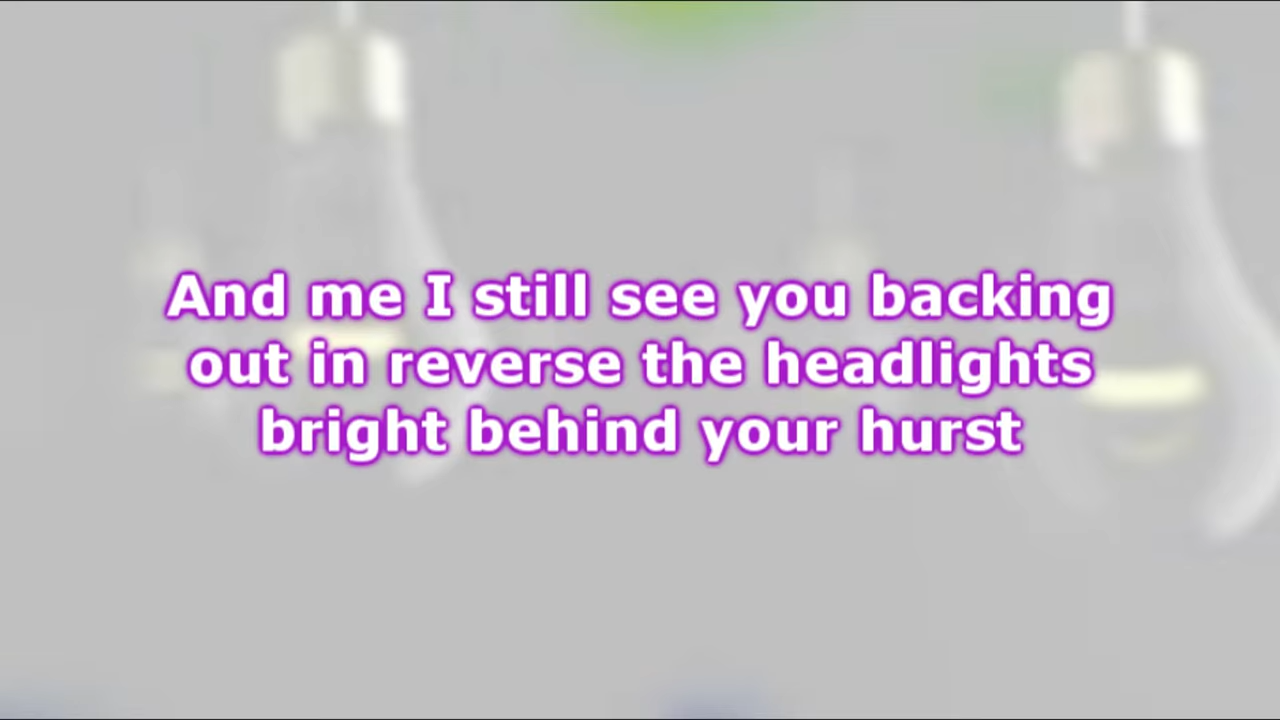 And me I still see you backing
out in reverse the headlights
bright behind your hurst